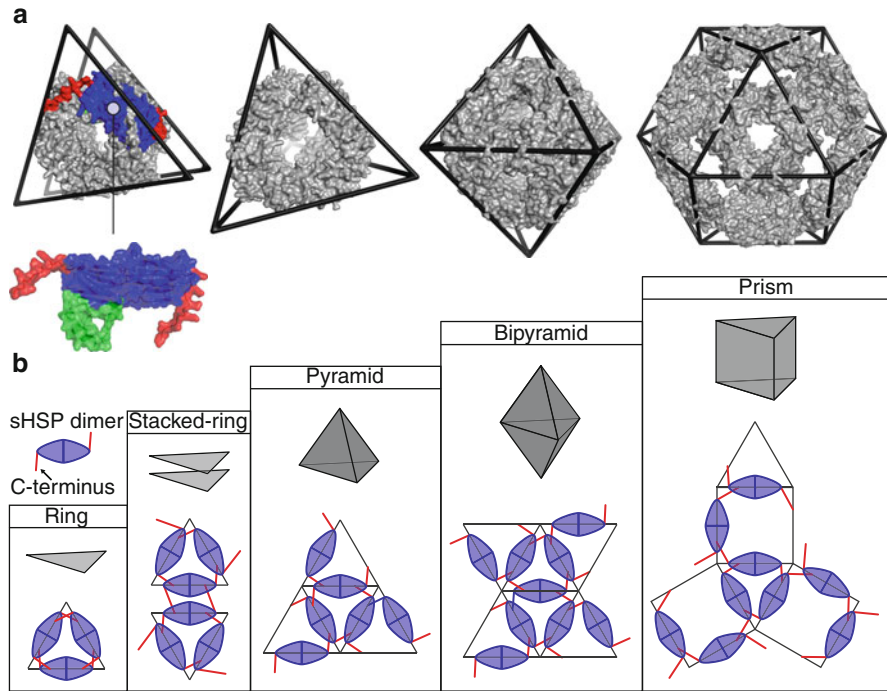 a
b
sHSP dimer
C-terminus
Ring
Stacked-ring
Pyramid
Bipyramid
Prism